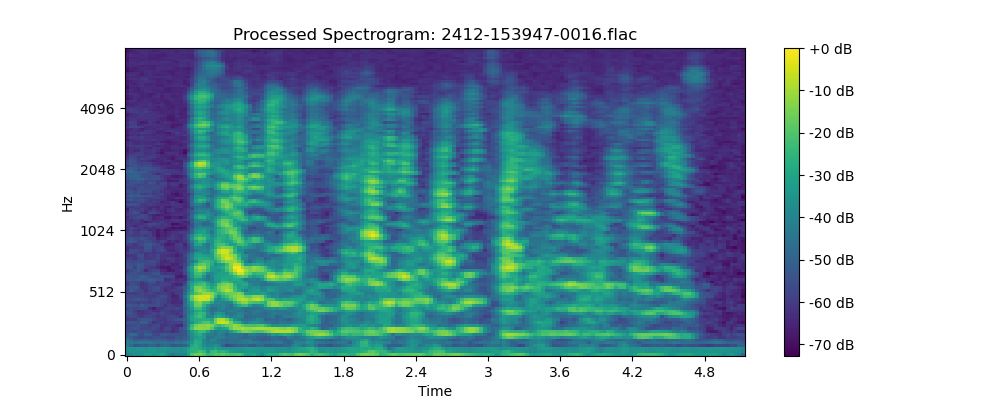 Processed Spectrogram: 2412-153947-0016.flac
+0 dB
-10 dB
-20 dB
-30 dB
-40 dB
-50 dB
-60 dB
-70 dB
4096
2048
1024
512
0
Hz
0 0.6 1.2 1.8 2.4 3 3.6 4.2 4.8
Time